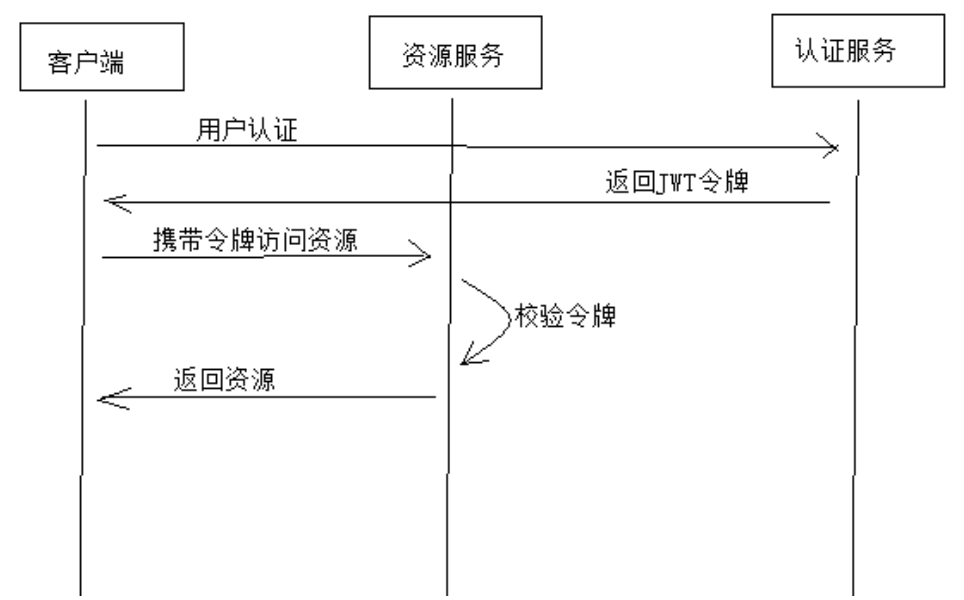 客户端
资源服务
认证服务
用户认证
返回JWT令牌
携带令牌访问资源
校验令牌
返回资源